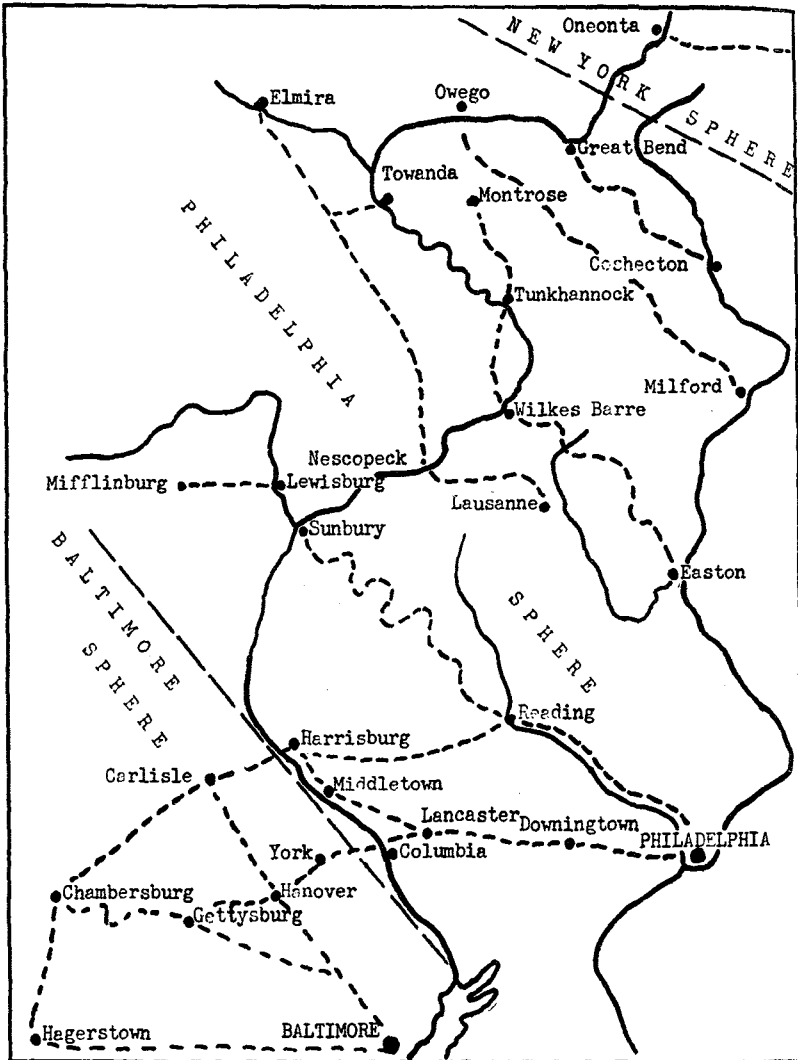 Oneonta
NEW YORK SPHERE
Elmira
Owego
Great Bend
Towanda
Montrose
PHILADELPHIA
Coshecton
Tunkhannock
Milford
Wilkes Barre
Nescopeck
Mifflinburg
Lewisburg
Lausanne
Sunbury
BALTIMORE
SPHERE
Easton
SPHERE
Reading
Harrisburg
Carlisle
Middletown
Lancaster
Downingtown
PHILADELPHIA
York
Columbia
Chambersburg
Hanover
Gettysburg
Hagerstown
BALTIMORE